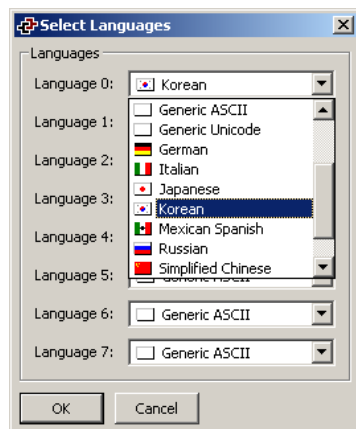 Select Languages
Languages
Language 0:
Korean
Language 1:
Generic ASCII
Generic Unicode
German
Language 2:
Italian
Japanese
Language 3:
Korean
Mexican Spanish
Language 4:
Russian
Simplified Chinese
Language 5:
Generic ASCII
Language 6:
Generic ASCII
Language 7:
Generic ASCII
OK
Cancel